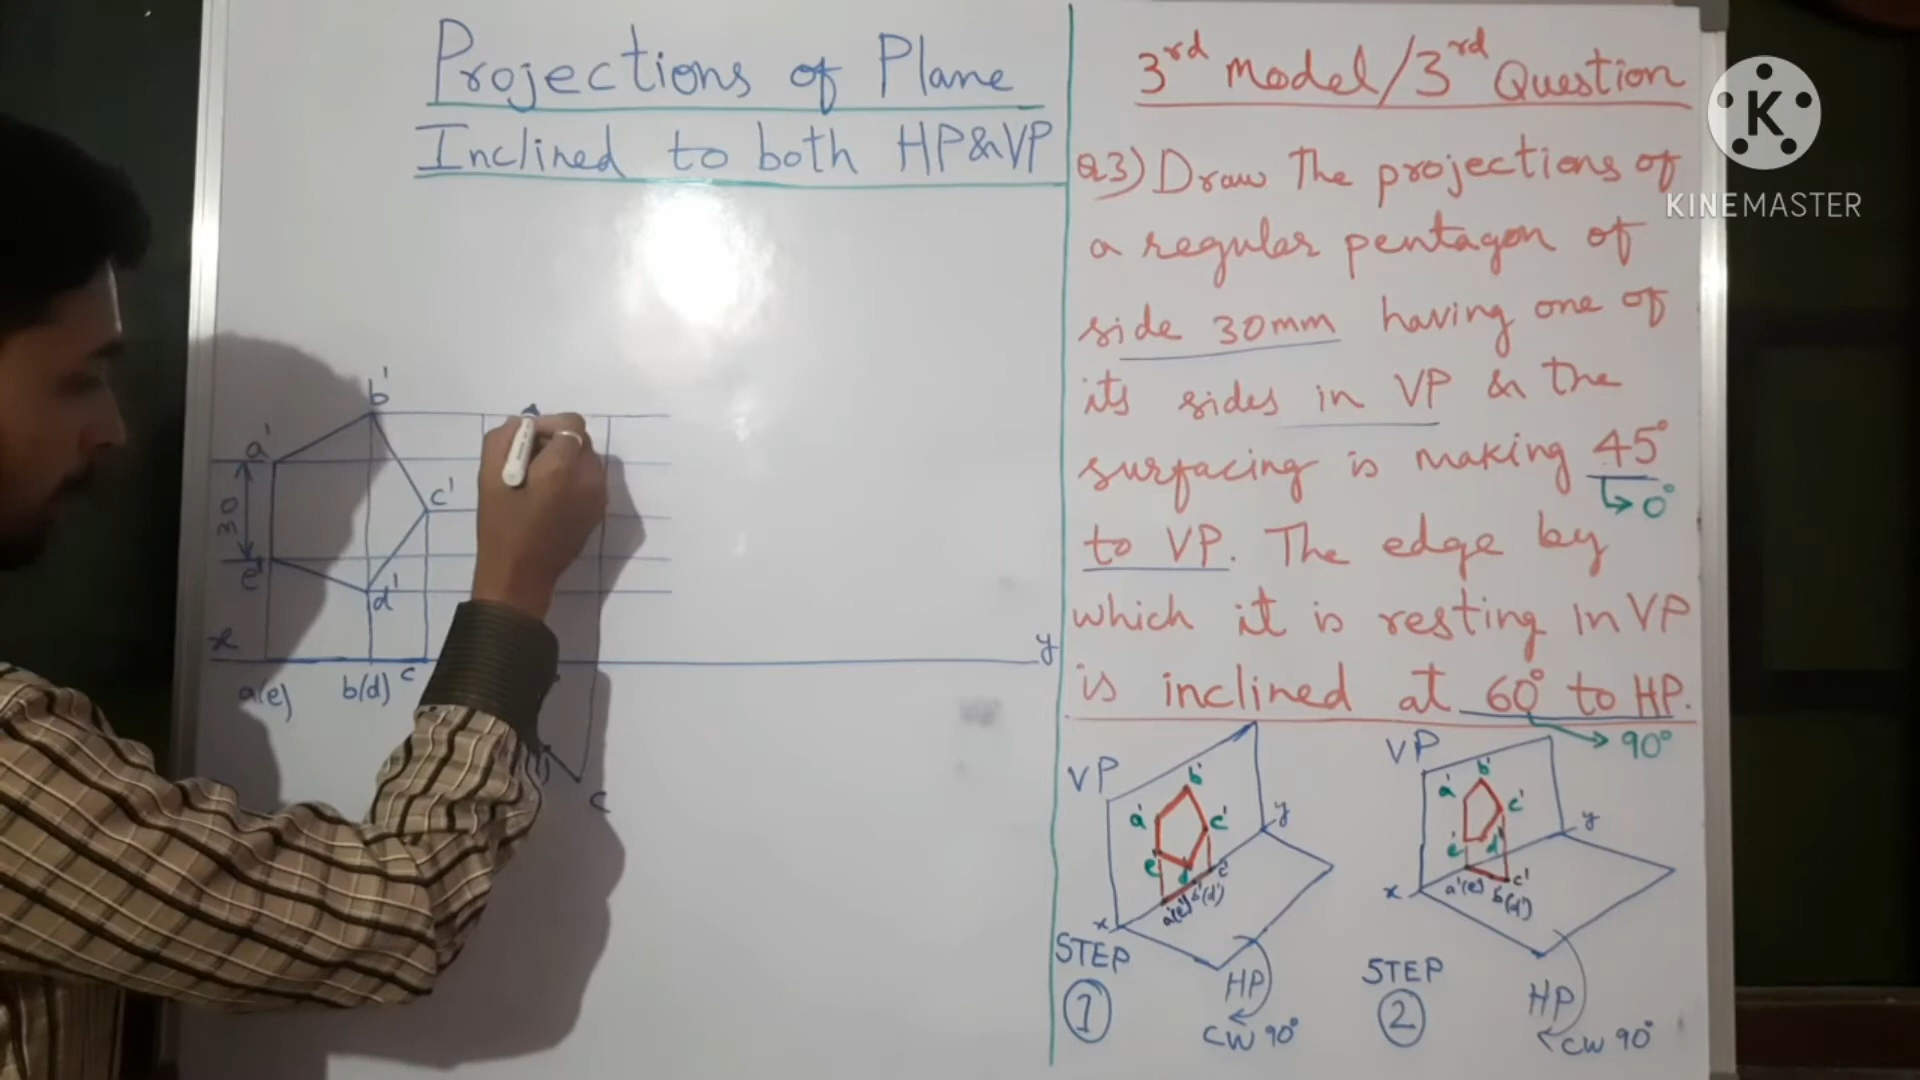 Projections of Plane
Inclined to both HP&VP
b'
a'
c'
30
e'
d'
x
y
a(e)
b(d)
c
c
3rd model/3rd Question
Q3) Draw The projections of
a regular pentagon of
side 30mm having one of
its sides in VP & the
surfacing is making 45°
0°
to VP. The edge by
which it is resting in VP
is inclined at 60° to HP.
90°
VP
b'
a'
c'
y
e'
d'
c'
b'(d')
a'(e')
x
STEP
1
HP
CW 90°
VP
b'
a'
c'
y
e'
d'
x
a'(e)
c'
b(d')
STEP
2
HP
CW 90°
K
KINEMASTER